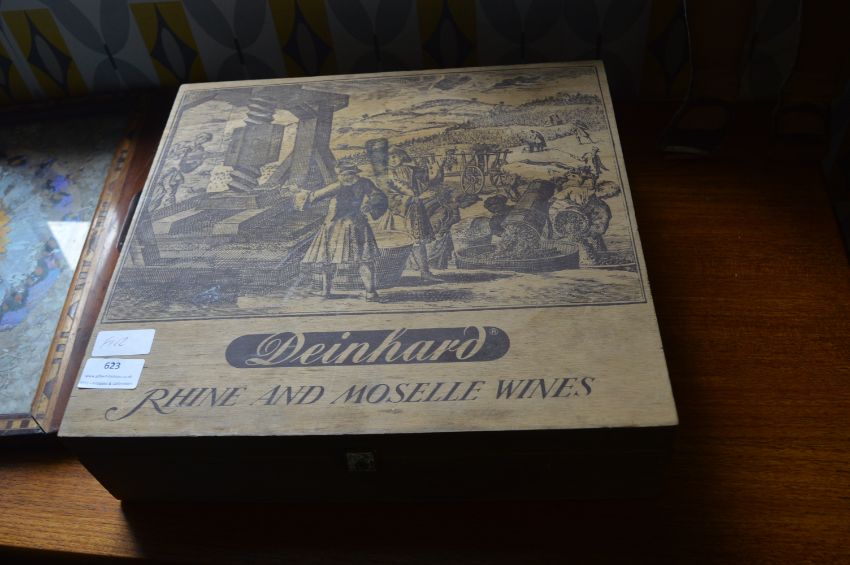 Deinhard®
RHINE AND MOSELLE WINES
623